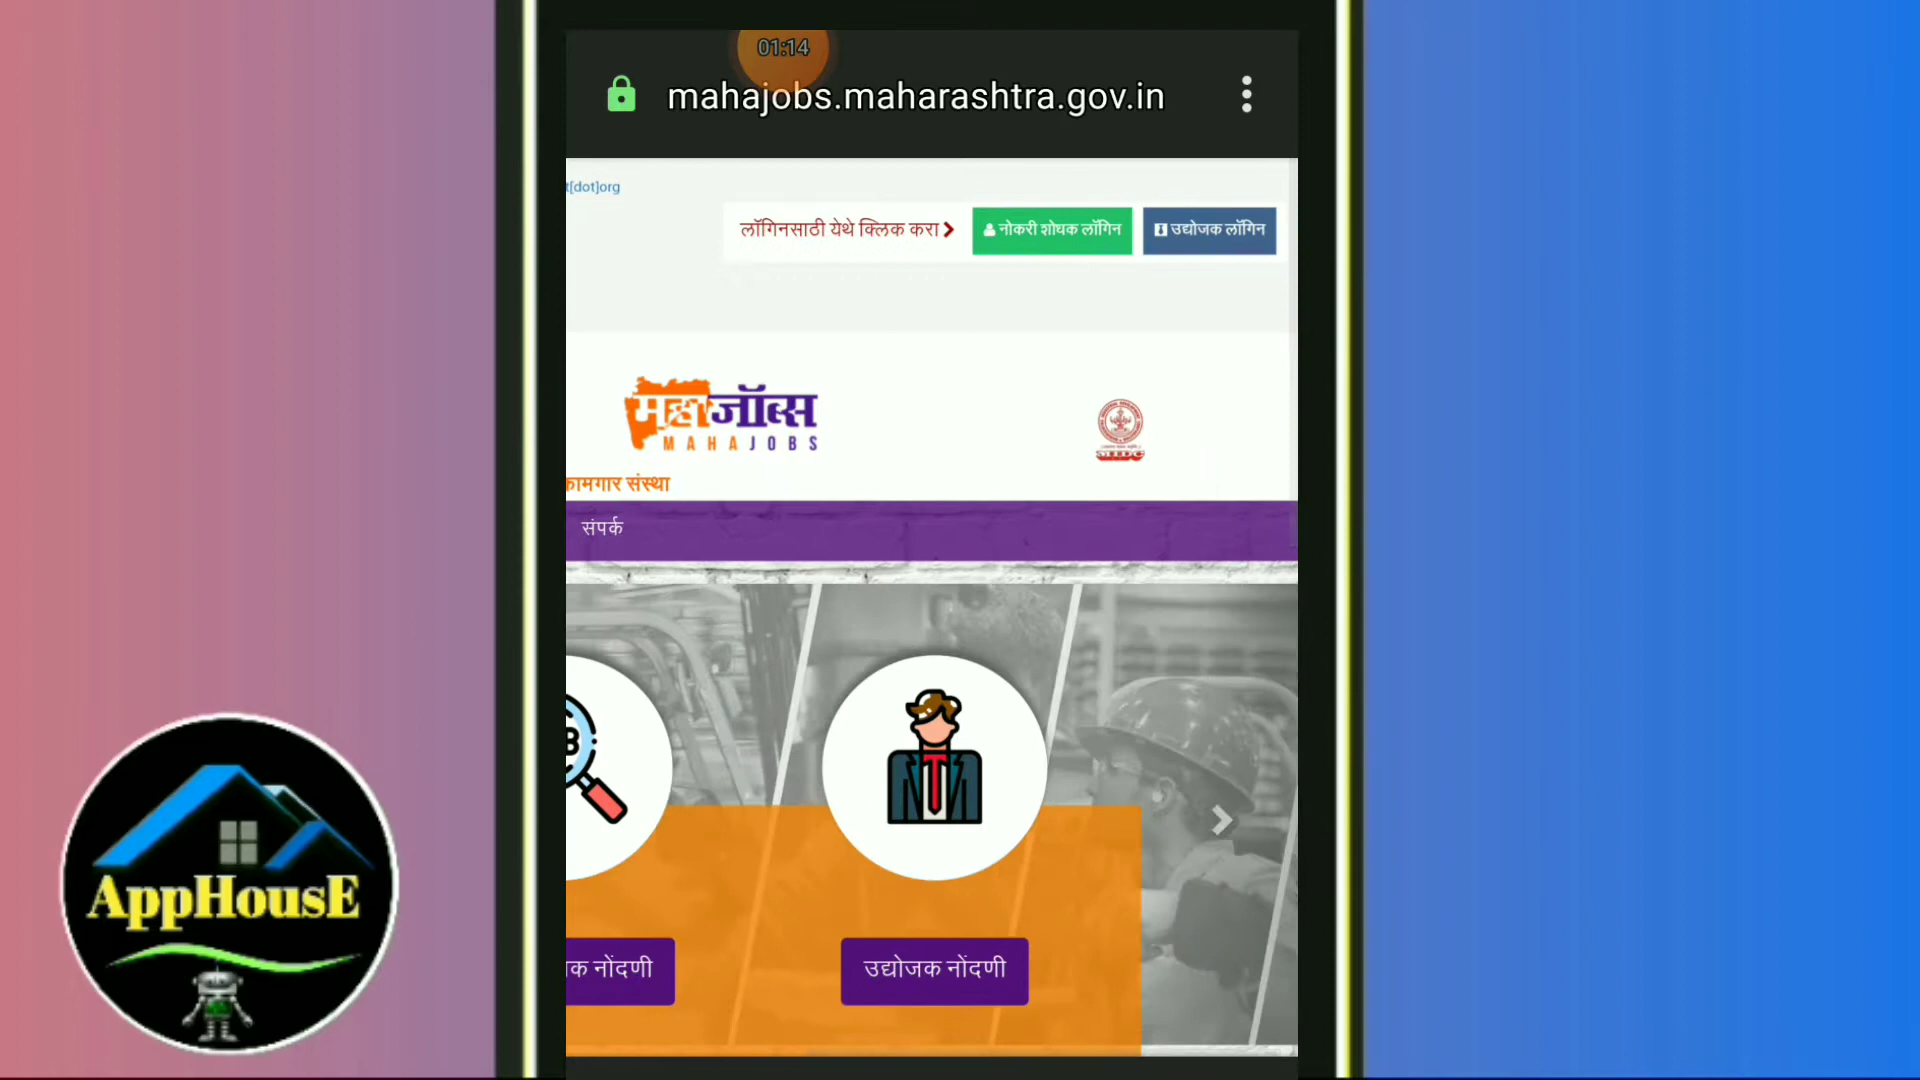 01:14
mahajobs.maharashtra.gov.in
t[dot]org
लॉगिनसाठी येथे क्लिक करा
नोकरी शोधक लॉगिन
उद्योजक लॉगिन
महाजॉब्स
MAHAJOBS
MIDC
कामगार संस्था
संपर्क
B
क नोंदणी
उद्योजक नोंदणी
AppHousE